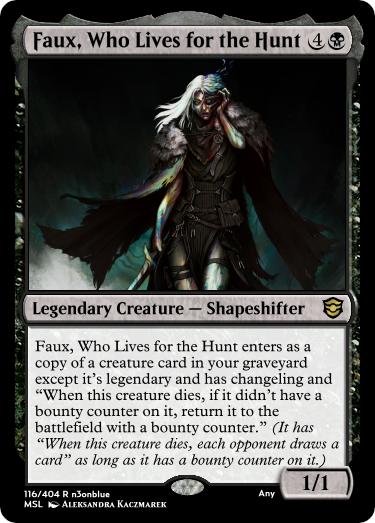 Faux, Who Lives for the Hunt 4
Legendary Creature — Shapeshifter
Faux, Who Lives for the Hunt enters as a
copy of a creature card in your graveyard
except it's legendary and has changeling and
“When this creature dies, if it didn't have a
bounty counter on it, return it to the
battlefield with a bounty counter.” (It has
“When this creature dies, each opponent draws a
card” as long as it has a bounty counter on it.)
1/1
116/404 R n3onblue Any
MSL Aleksandra Kaczmarek